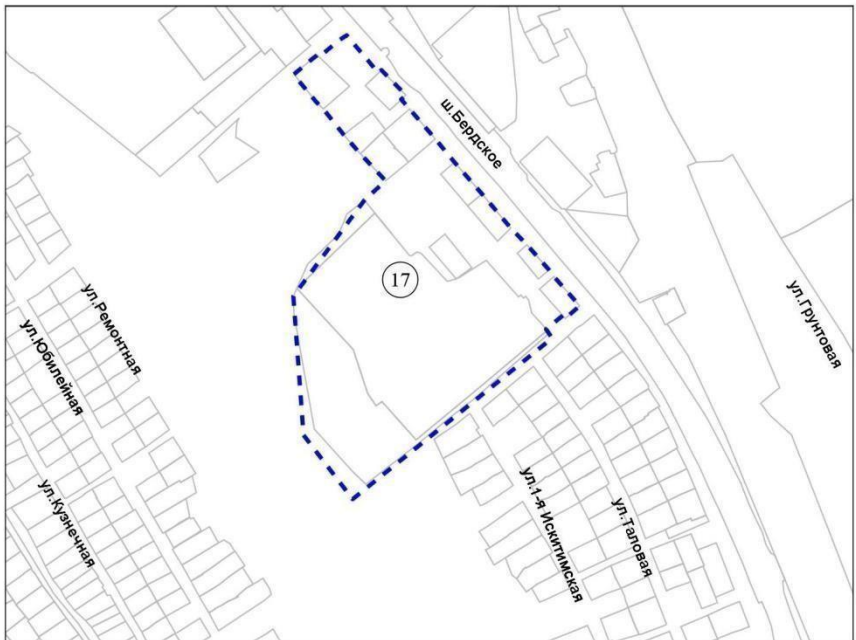 ш.Бердское
17
ул.Грунтовая
ул.Ремонтная
ул.Юбилейная
ул.Кузнечная
ул.1-я Искитимская
ул.Таловая